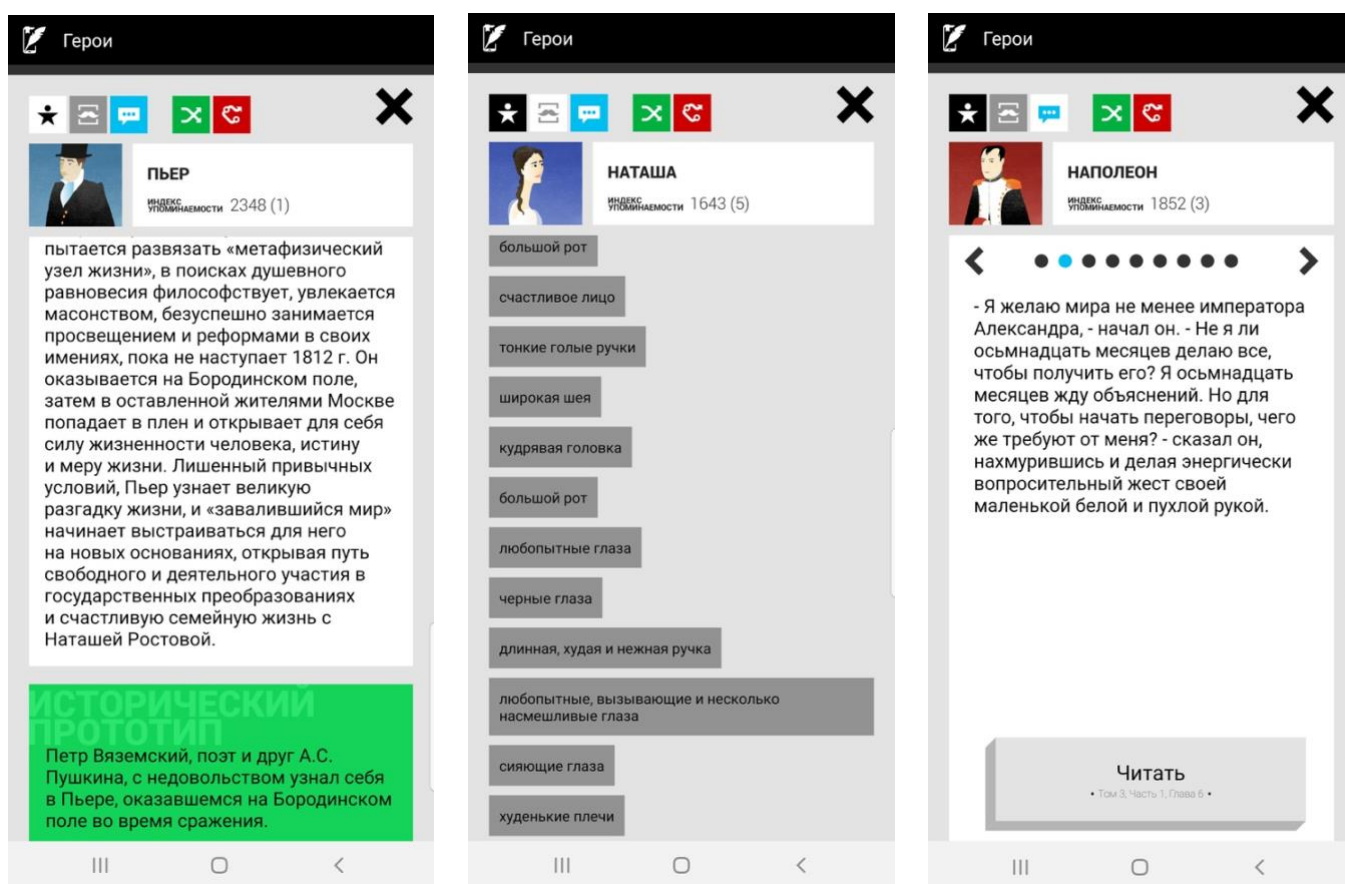 Герои
ПЬЕР
ИНДЕКС
УПОМИНАЕМОСТИ 2348 (1)
пытается развязать «метафизический
узел жизни», в поисках душевного
равновесия философствует, увлекается
масонством, безуспешно занимается
просвещением и реформами в своих
имениях, пока не наступает 1812 г. Он
оказывается на Бородинском поле,
затем в оставленной жителями Москве
попадает в плен и открывает для себя
силу жизненности человека, истину
и меру жизни. Лишенный привычных
условий, Пьер узнает великую
разгадку жизни, и «завалившийся мир»
начинает выстраиваться для него
на новых основаниях, открывая путь
свободного и деятельного участия в
государственных преобразованиях
и счастливую семейную жизнь с
Наташей Ростовой.
ИСТОРИЧЕСКИЙ
ПРОТОТИП
Петр Вяземский, поэт и друг А.С.
Пушкина, с недовольством узнал себя
в Пьере, оказавшемся на Бородинском
поле во время сражения.
Герои
НАТАША
ИНДЕКС
УПОМИНАЕМОСТИ 1643 (5)
большой рот
счастливое лицо
тонкие голые ручки
широкая шея
кудрявая головка
большой рот
любопытные глаза
черные глаза
длинная, худая и нежная ручка
любопытные, вызывающие и несколько
насмешливые глаза
сияющие глаза
худенькие плечи
Герои
НАПОЛЕОН
ИНДЕКС
УПОМИНАЕМОСТИ 1852 (3)
- Я желаю мира не менее императора
Александра, - начал он. - Не я ли
осьмнадцать месяцев делаю все,
чтобы получить его? Я осьмнадцать
месяцев жду объяснений. Но для
того, чтобы начать переговоры, чего
же требуют от меня? - сказал он,
нахмурившись и делая энергически
вопросительный жест своей
маленькой белой и пухлой рукой.
Читать
• Том 3, Часть 1, Глава 6 •